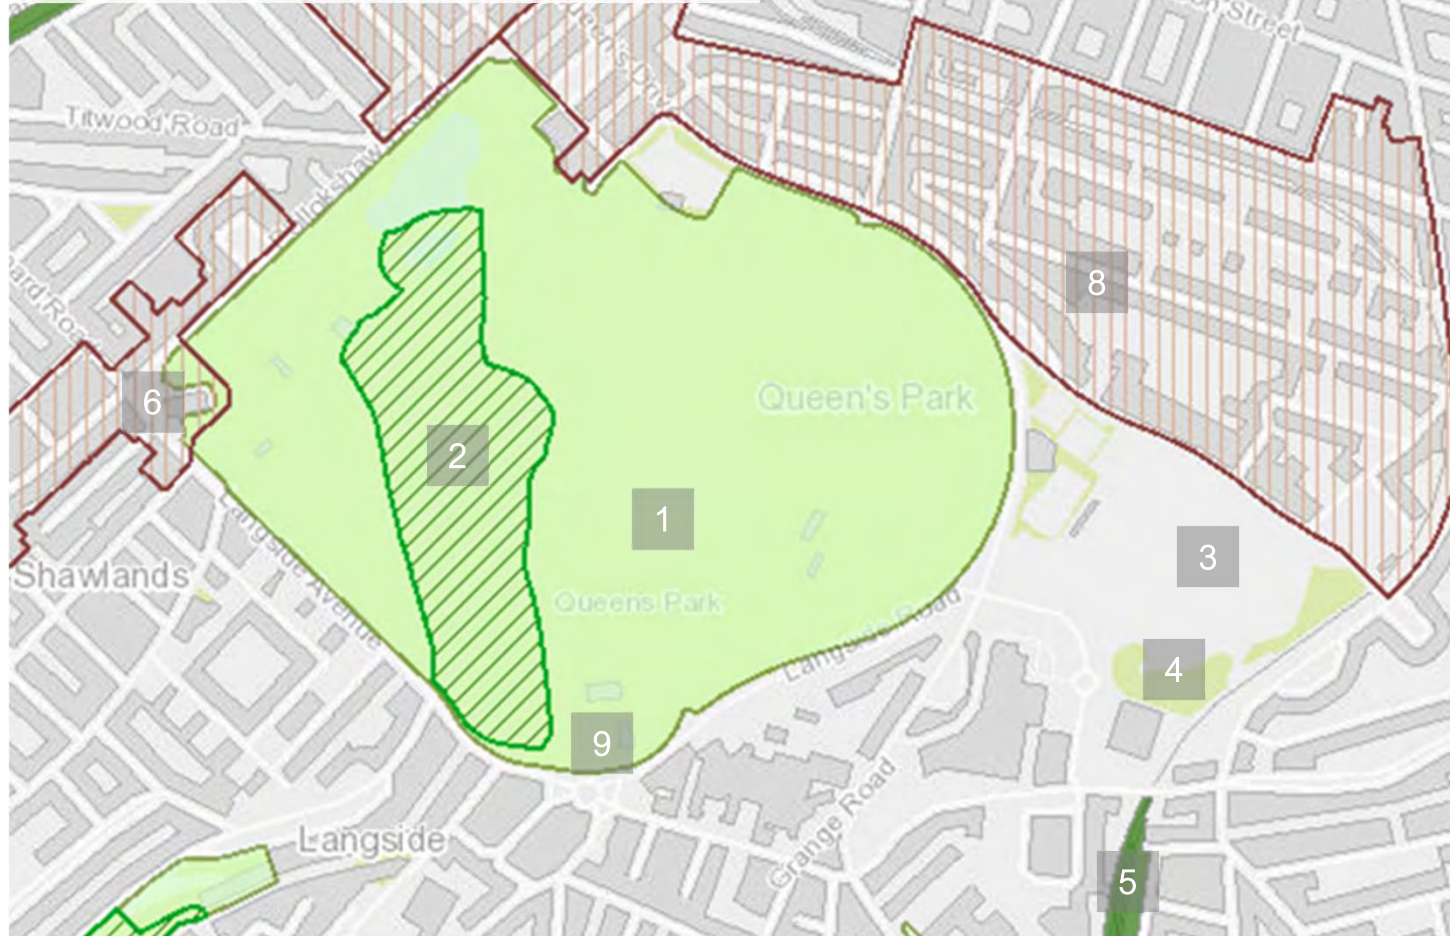 Titwood Road
8
Queen's Park
6
2
1
3
Shawlands
Langside Avenue
Queens Park
Langside Road
4
9
Langside
Grange Road
5